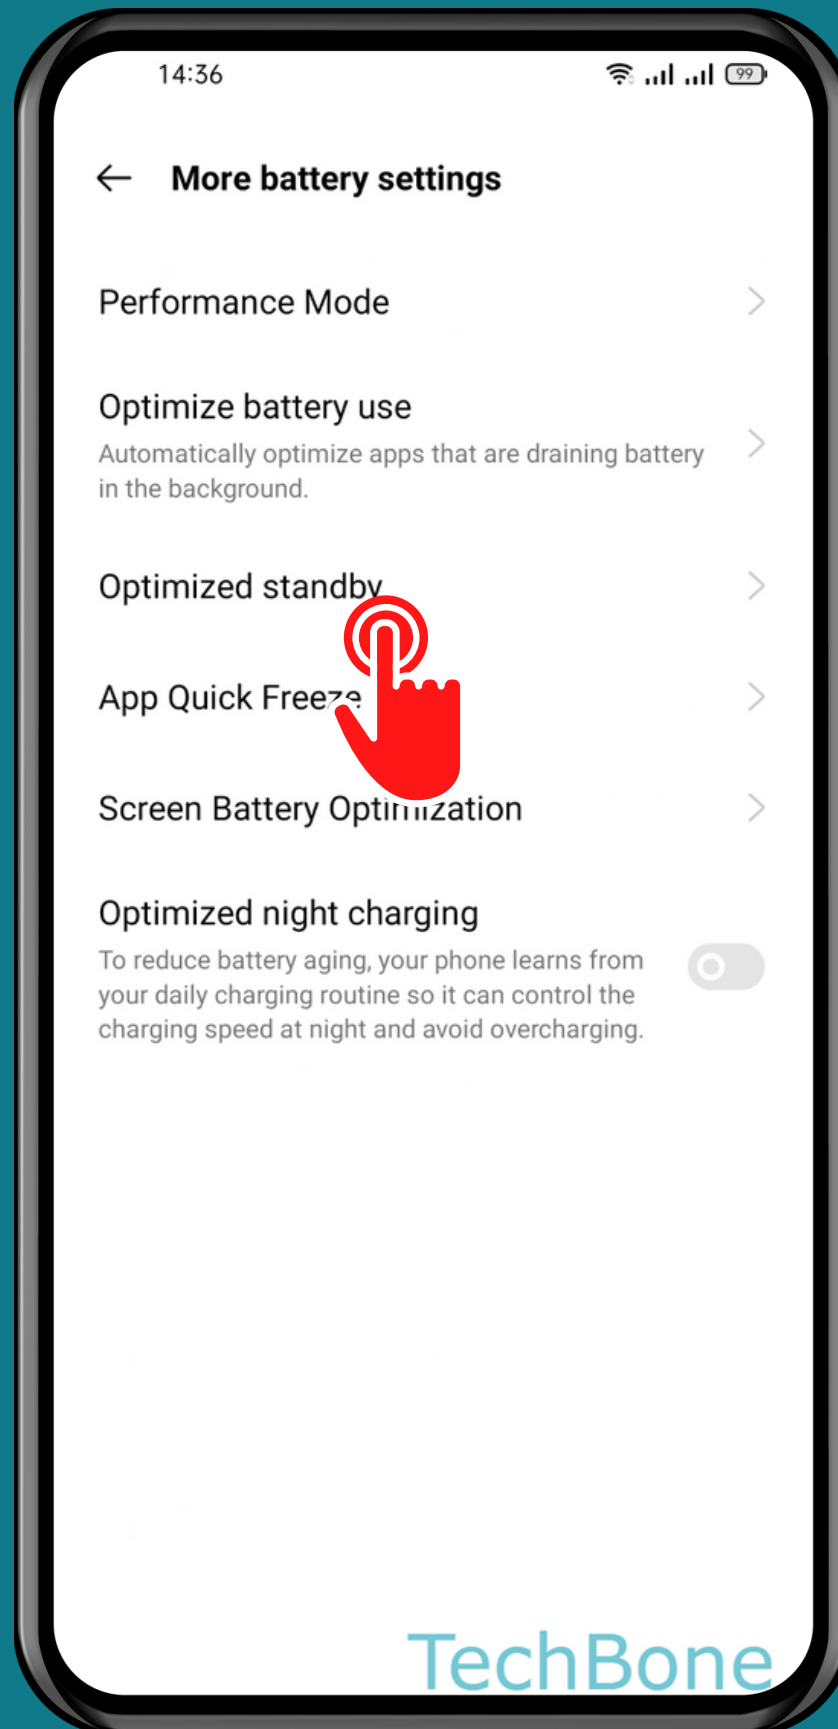 14:36
99
More battery settings
Performance Mode
Optimize battery use
Automatically optimize apps that are draining battery
in the background.
Optimized standby
App Quick Freeze
Screen Battery Optimization
Optimized night charging
To reduce battery aging, your phone learns from
your daily charging routine so it can control the
charging speed at night and avoid overcharging.
TechBone